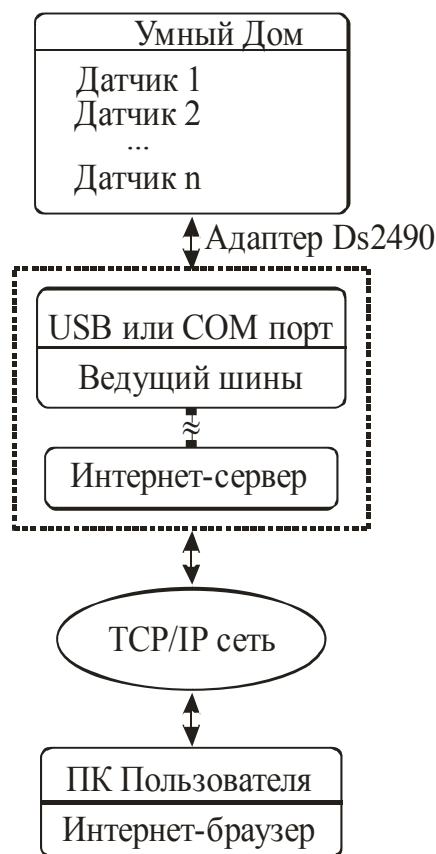 Умный Дом
Датчик 1
Датчик 2
...
Датчик n
Адаптер Ds2490
USB или COM порт
Ведущий шины
≈
Интернет-сервер
TCP/IP сеть
ПК Пользователя
Интернет-браузер